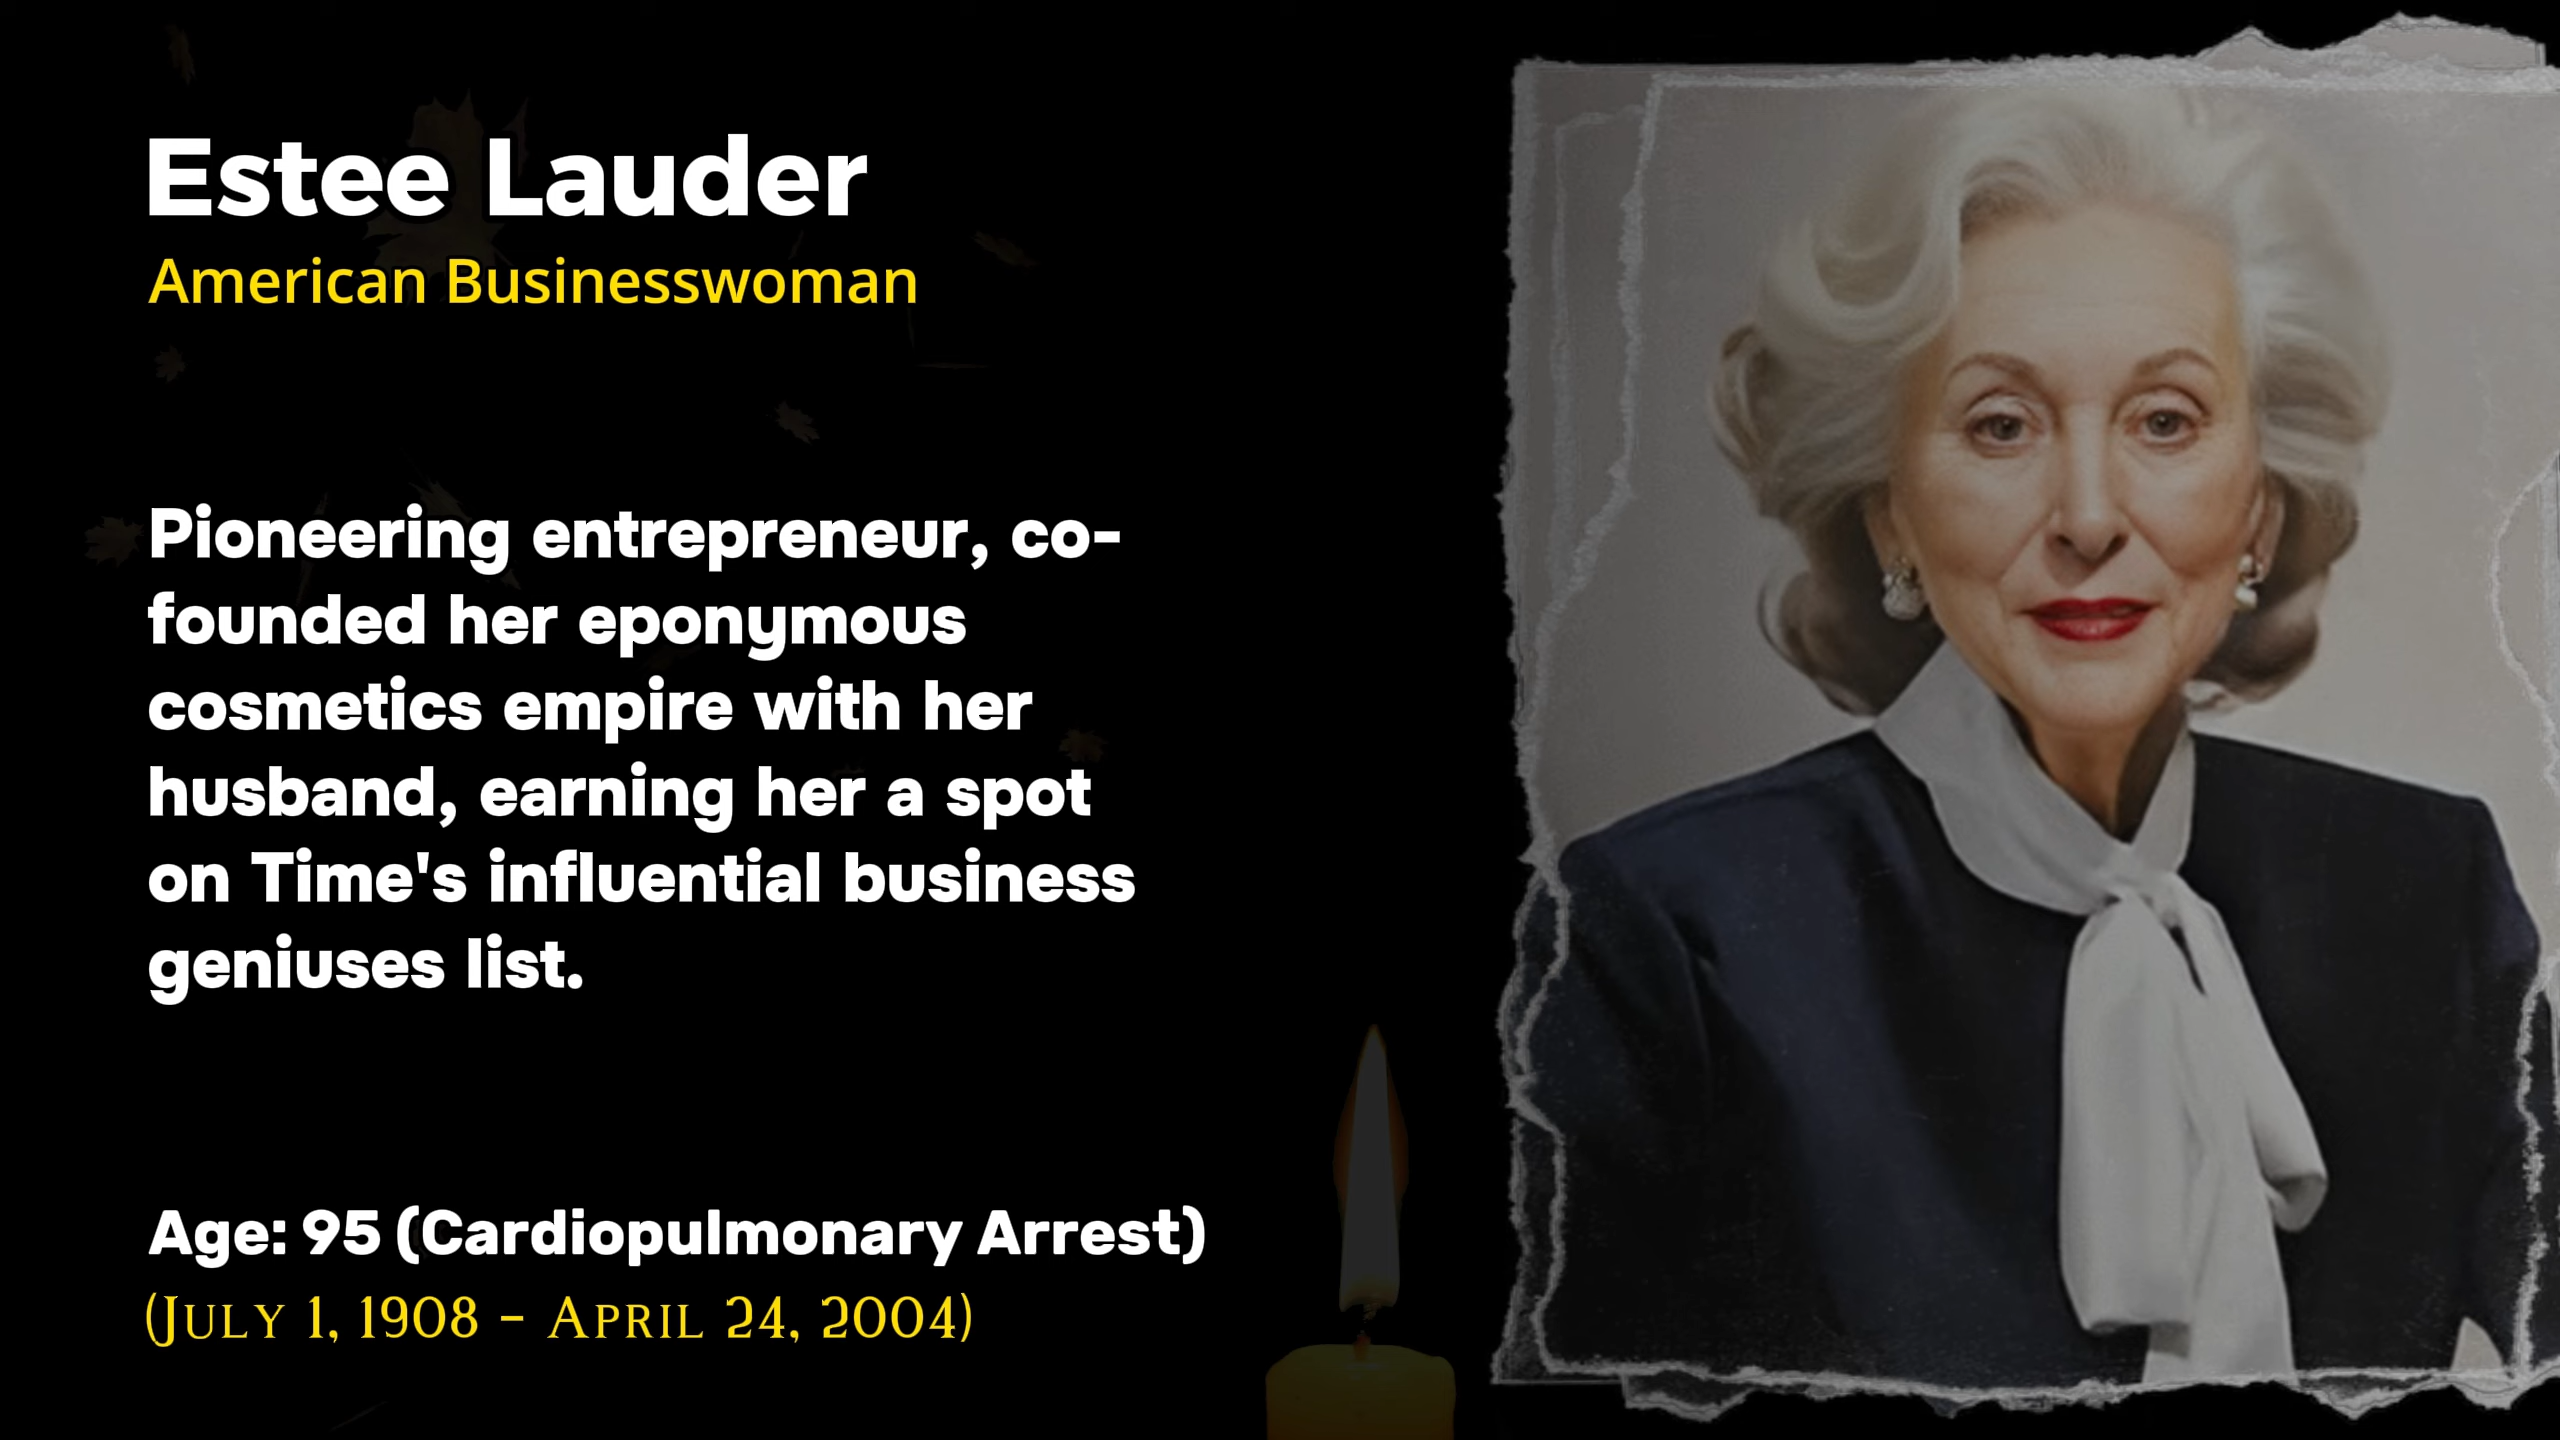 Estee Lauder
American Businesswoman
Pioneering entrepreneur, co-
founded her eponymous
cosmetics empire with her
husband, earning her a spot
on Time's influential business
geniuses list.
Age: 95 (Cardiopulmonary Arrest)
(July 1, 1908 - April 24, 2004)